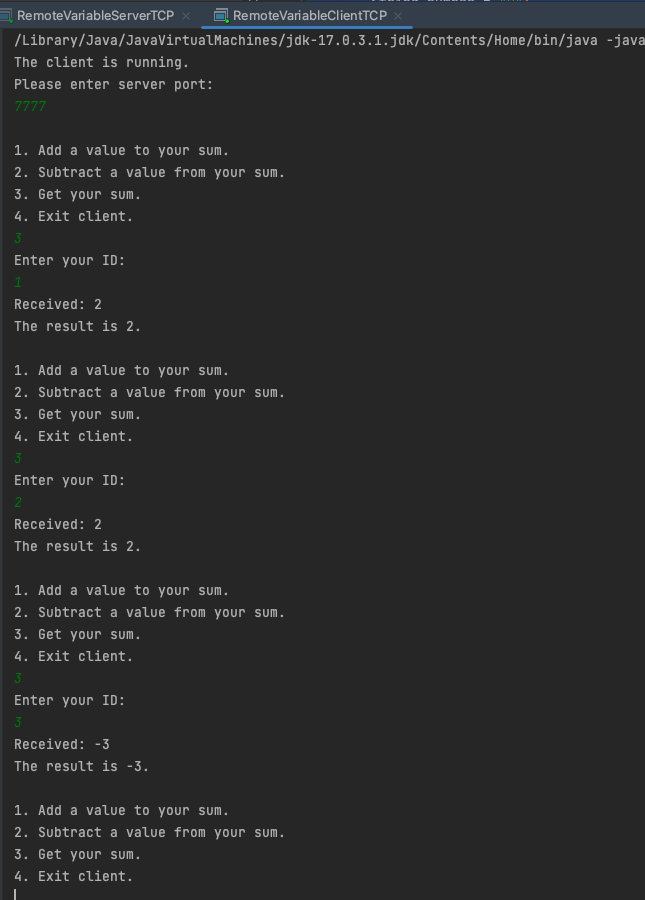 RemoteVariableServerTCP × RemoteVariableClientTCP ×
/Library/Java/JavaVirtualMachines/jdk-17.0.3.1.jdk/Contents/Home/bin/java -java
The client is running.
Please enter server port:
7777
1. Add a value to your sum.
2. Subtract a value from your sum.
3. Get your sum.
4. Exit client.
3
Enter your ID:
1
Received: 2
The result is 2.
1. Add a value to your sum.
2. Subtract a value from your sum.
3. Get your sum.
4. Exit client.
3
Enter your ID:
2
Received: 2
The result is 2.
1. Add a value to your sum.
2. Subtract a value from your sum.
3. Get your sum.
4. Exit client.
3
Enter your ID:
3
Received: -3
The result is -3.
1. Add a value to your sum.
2. Subtract a value from your sum.
3. Get your sum.
4. Exit client.